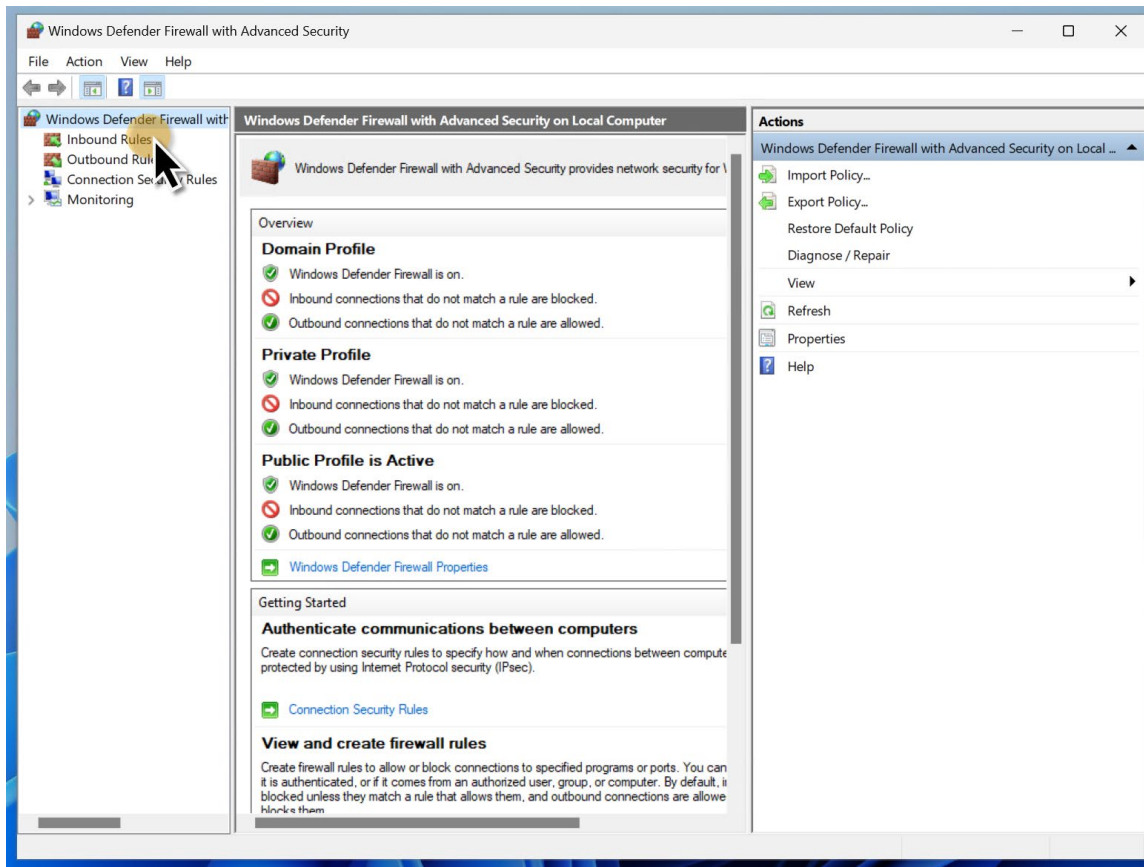 Windows Defender Firewall with Advanced Security
File Action View Help
Windows Defender Firewall with
Inbound Rules
Outbound Rul
Connection Sec Rules
Monitoring
Windows Defender Firewall with Advanced Security on Local Computer
Windows Defender Firewall with Advanced Security provides network security for
Overview
Domain Profile
Windows Defender Firewall is on.
Inbound connections that do not match a rule are blocked.
Outbound connections that do not match a rule are allowed.
Private Profile
Windows Defender Firewall is on.
Inbound connections that do not match a rule are blocked.
Outbound connections that do not match a rule are allowed.
Public Profile is Active
Windows Defender Firewall is on.
Inbound connections that do not match a rule are blocked.
Outbound connections that do not match a rule are allowed.
Windows Defender Firewall Properties
Getting Started
Authenticate communications between computers
Create connection security rules to specify how and when connections between compute
protected by using Internet Protocol security (IPsec).
Connection Security Rules
View and create firewall rules
Create firewall rules to allow or block connections to specified programs or ports. You can
it is authenticated, or if it comes from an authorized user, group, or computer. By default, i
blocked unless they match a rule that allows them, and outbound connections are allowe
blocks them.
Actions
Windows Defender Firewall with Advanced Security on Local ...
Import Policy...
Export Policy...
Restore Default Policy
Diagnose / Repair
View
Refresh
Properties
Help